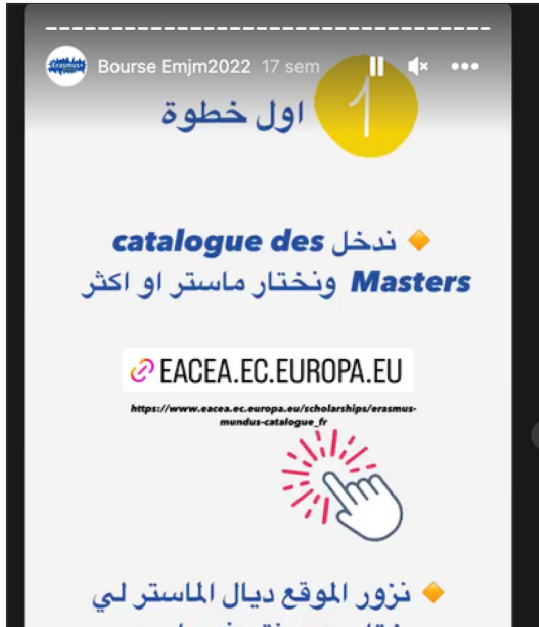 Erasmus+
Bourse Emjm2022 17 sem
اول خطوة
1
ندخل catalogue des
Masters ونختار ماستر او اكثر
EACEA.EC.EUROPA.EU
https://www.eacea.ec.europa.eu/scholarships/erasmus-
mundus-catalogue_fr
نزور الموقع ديال الماستر لي